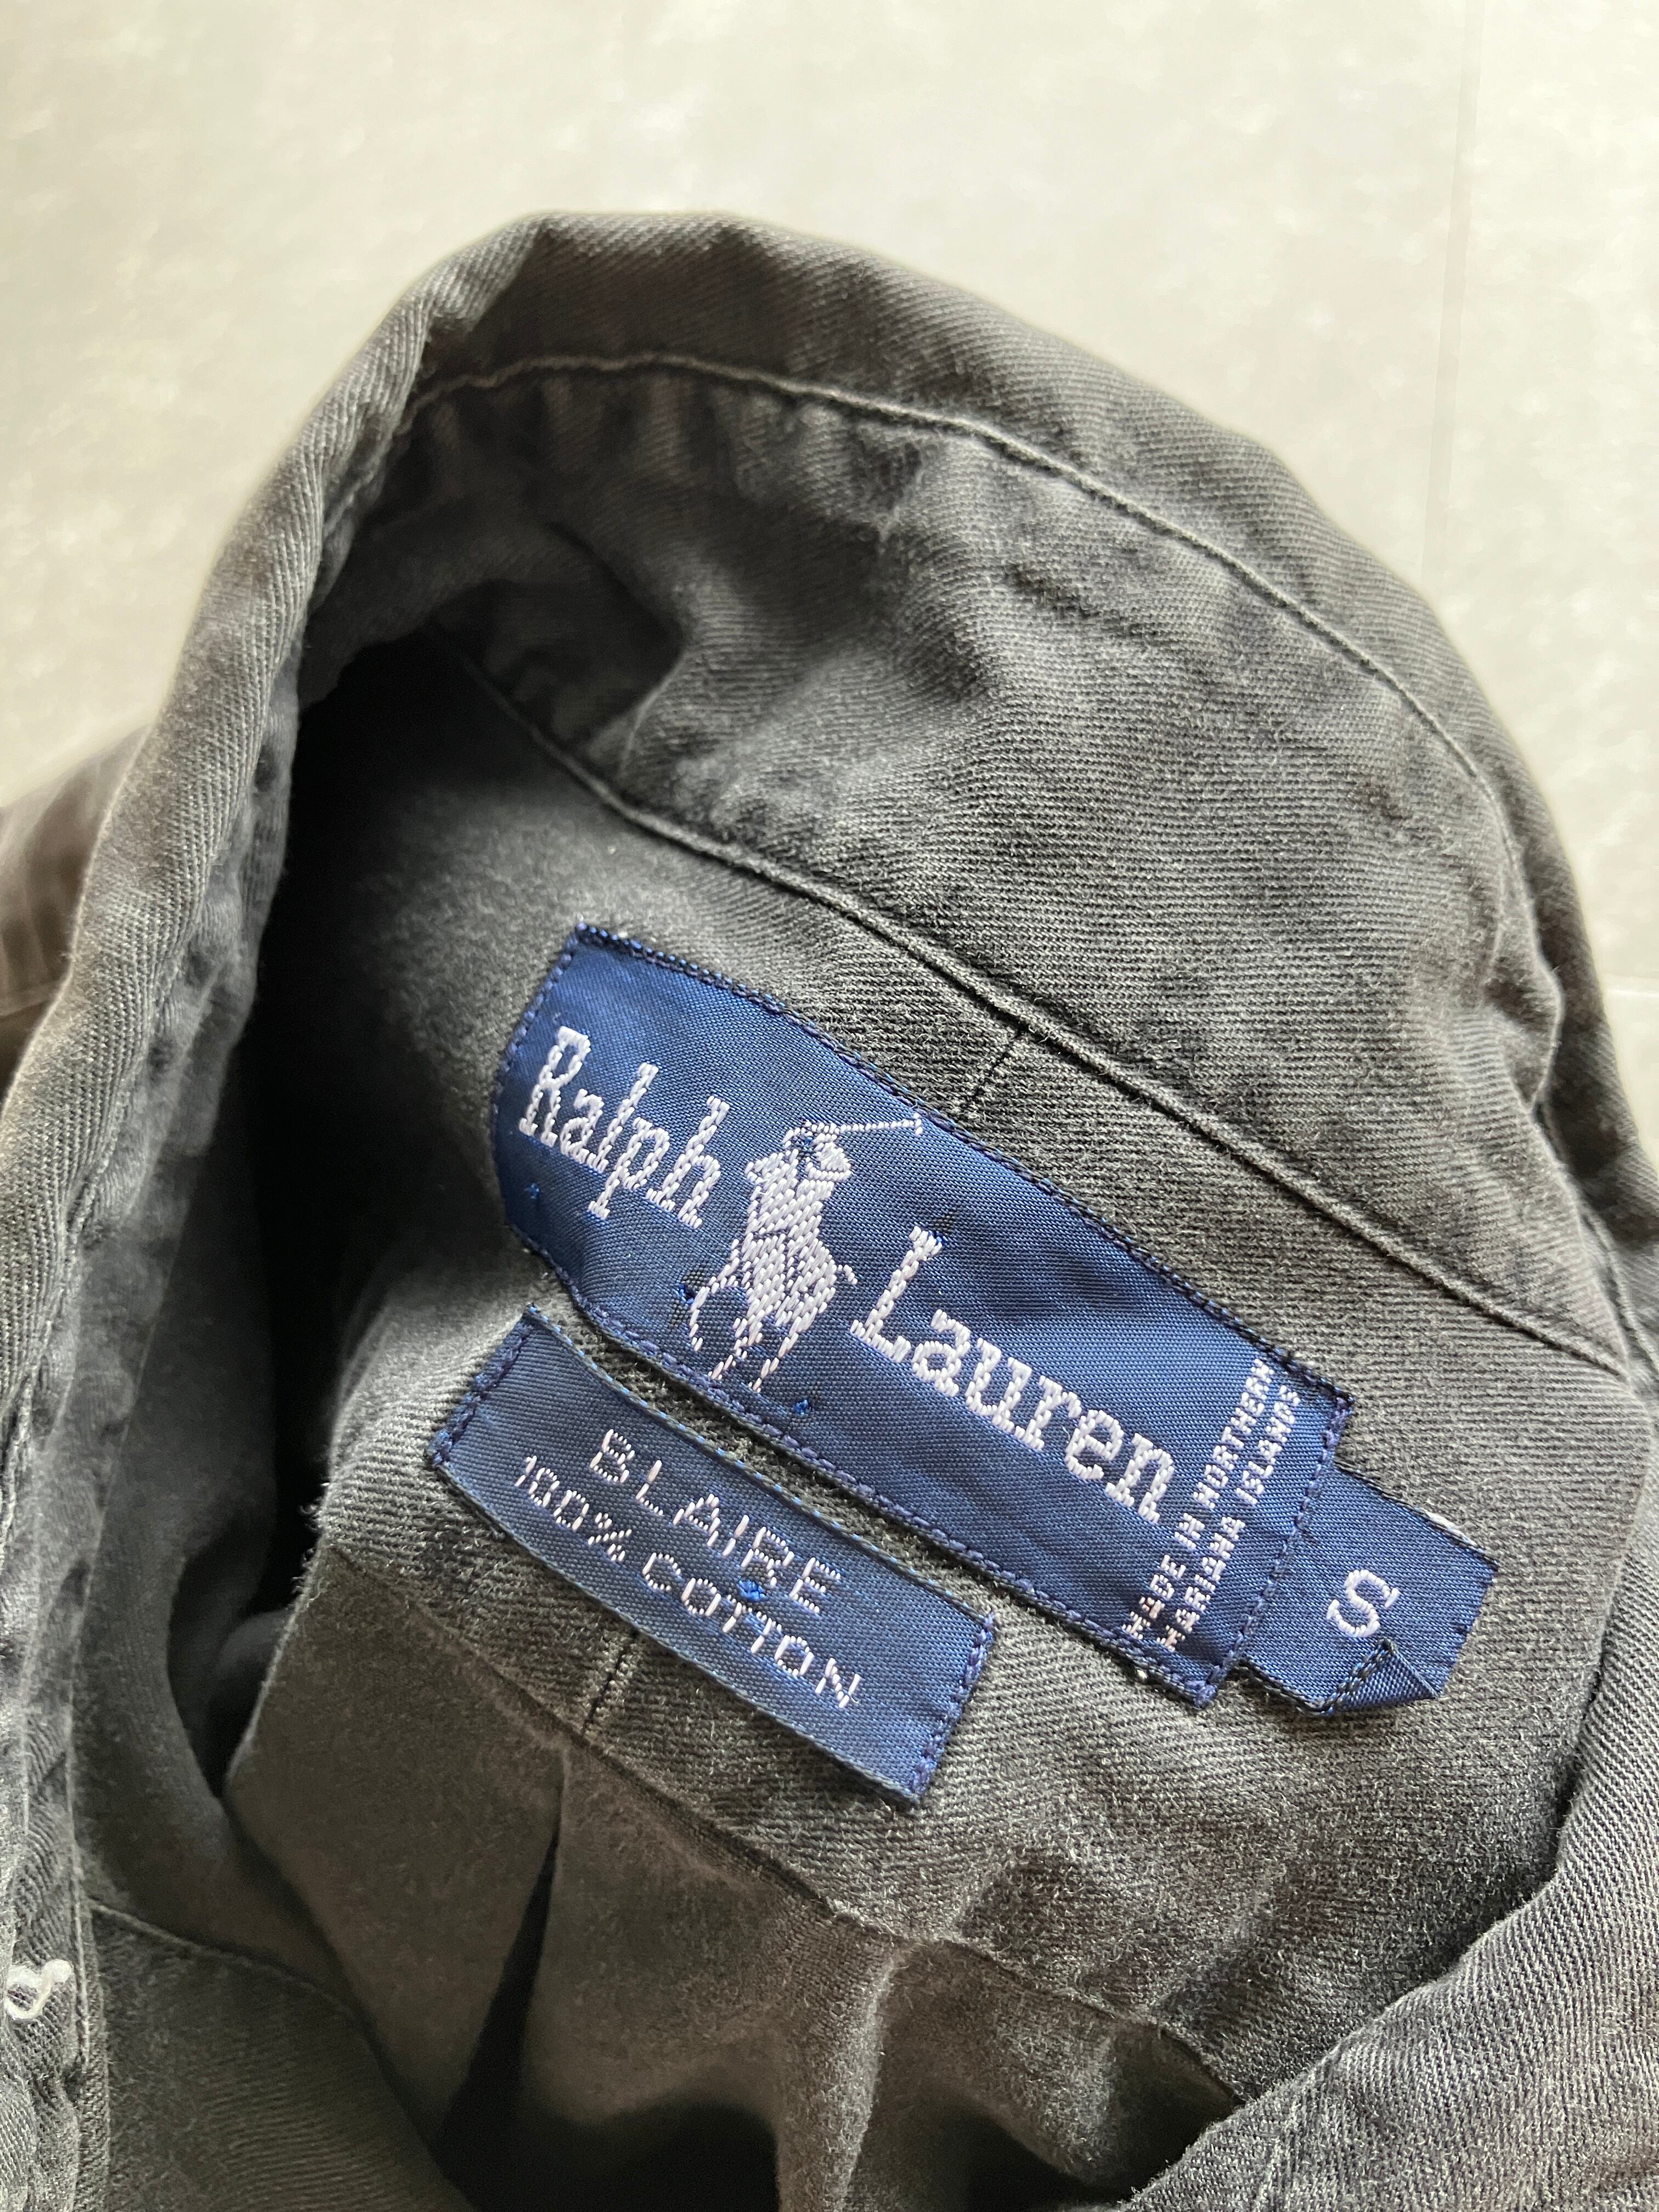 Ralph Lauren
MADE IN NORTHERN
MARIANA ISLANDS
S
BLAIRE
100% COTTON